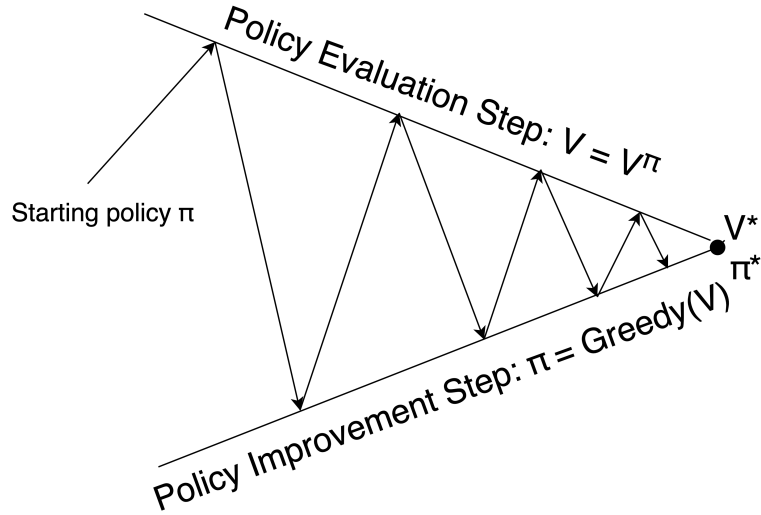 Policy Evaluation Step: V = V^π
Starting policy π
V*
π*
Policy Improvement Step: π = Greedy(V)